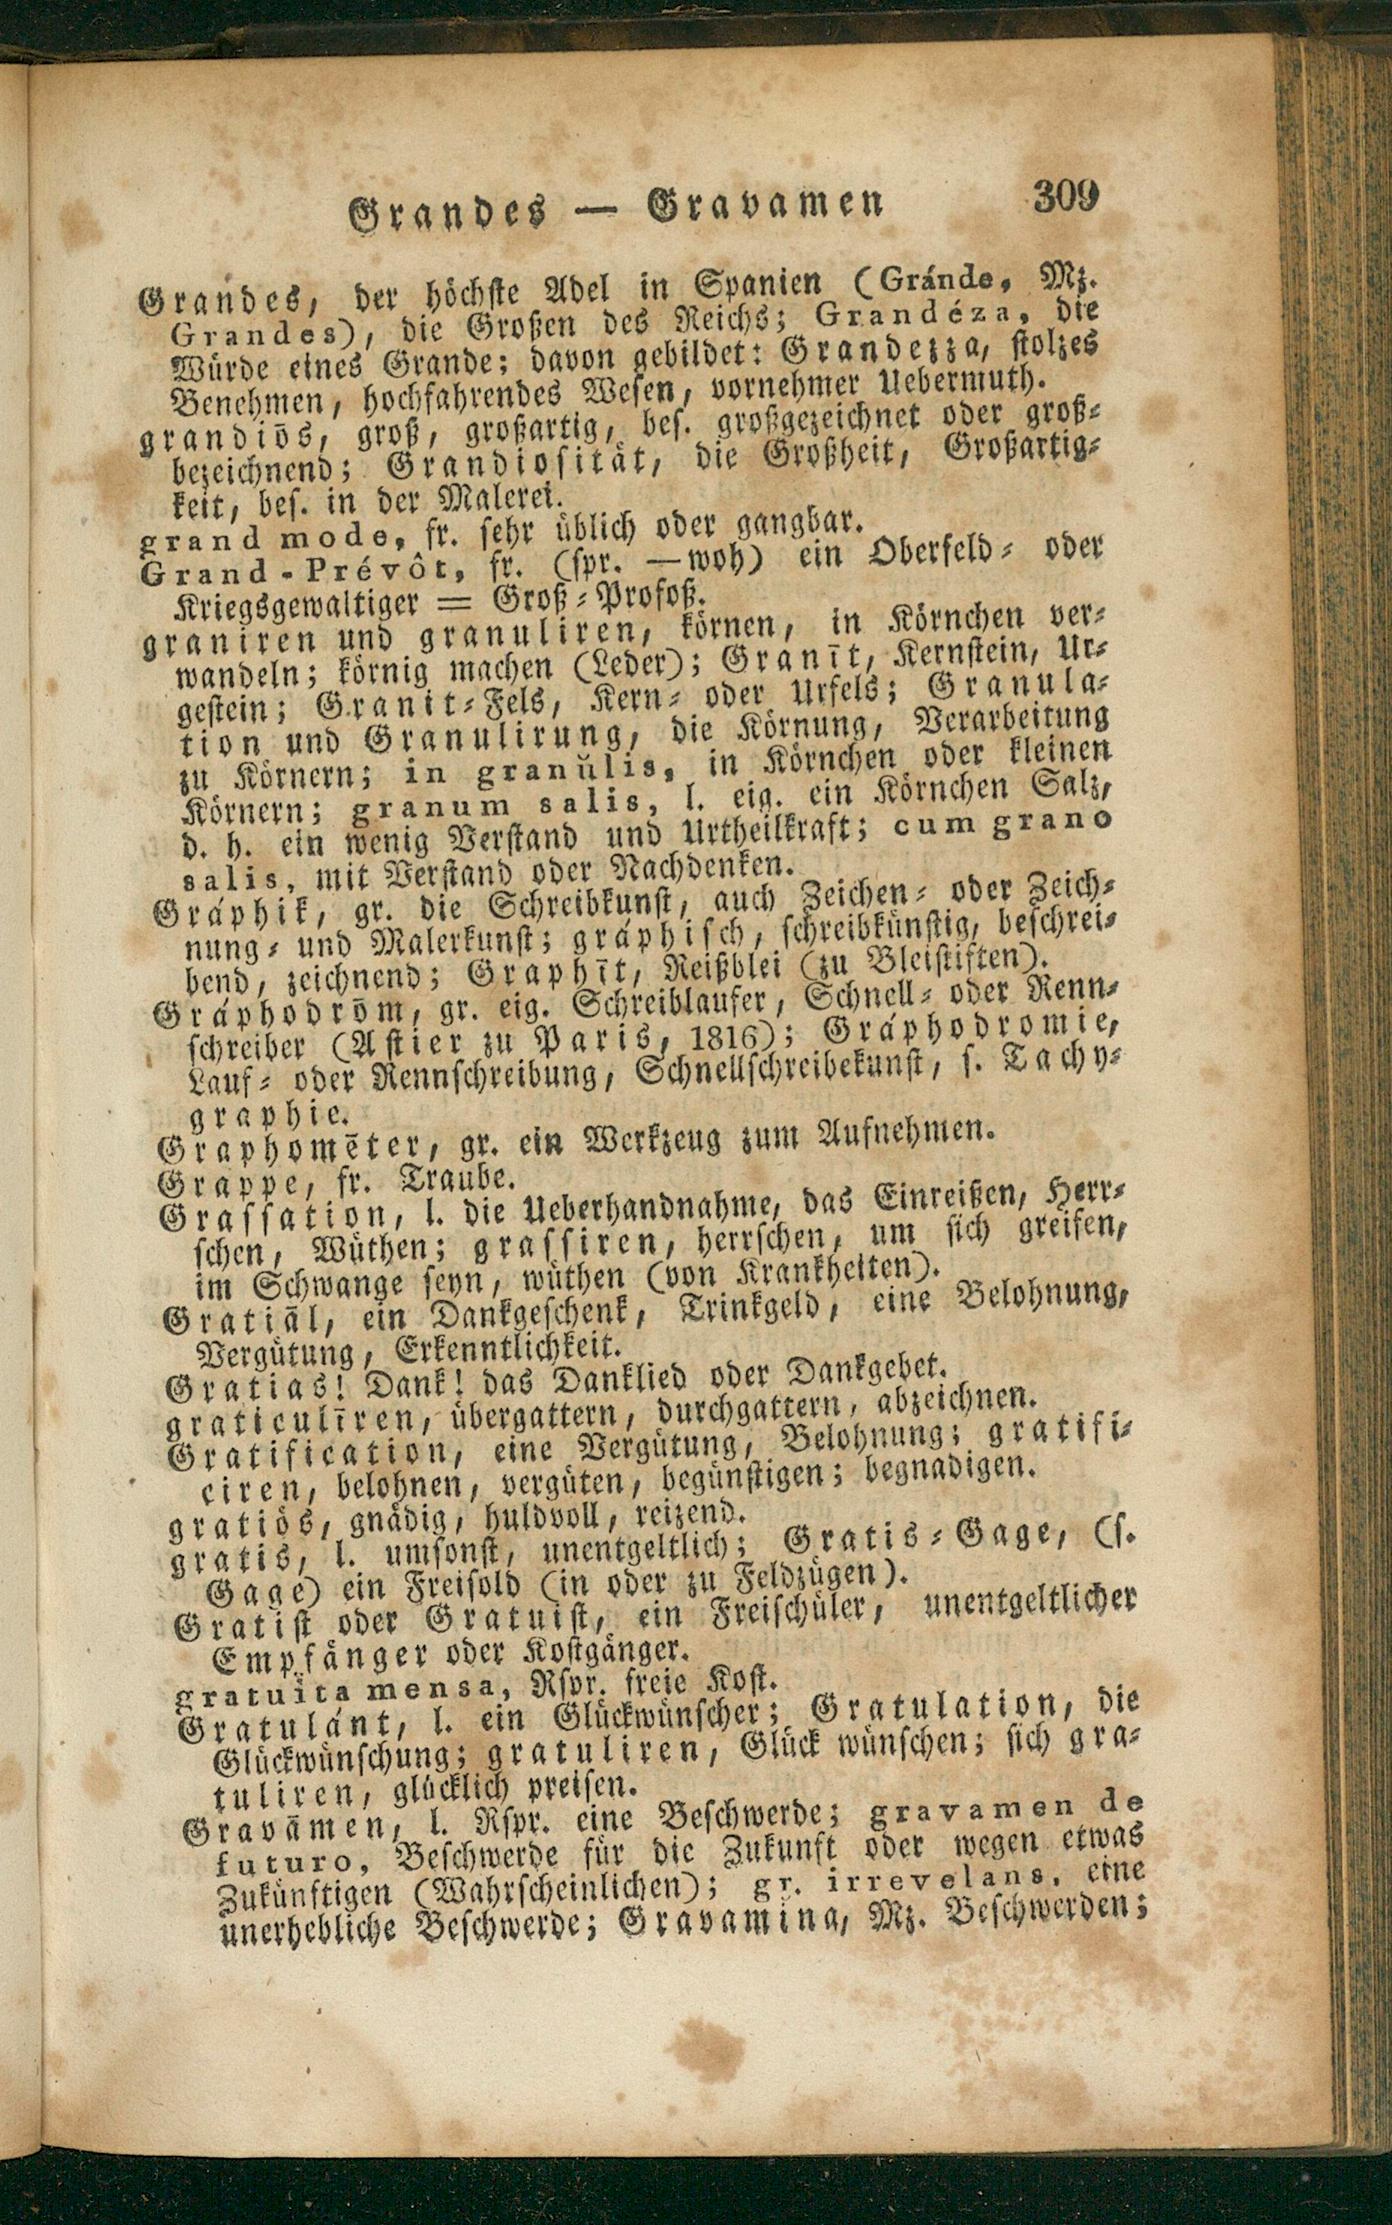 Grandes — Gravamen 309
Grandes, der höchste Adel in Spanien (Gránde, Mz.
Grandes), die Großen des Reichs; Grandéza, die
Würde eines Grande; davon gebildet: Grandezza, stolzes
Benehmen, hochfahrendes Wesen, vornehmer Uebermuth.
grandiōs, groß, großartig, bes. großgezeichnet oder groß-
bezeichnend; Grandiosität, die Großheit, Großartig-
keit, bes. in der Malerei.
grand mode, fr. sehr üblich oder gangbar.
Grand-Prévôt, fr. (spr. —woh) ein Oberfeld- oder
Kriegsgewaltiger = Groß-Profoß.
graniren und granuliren, körnen, in Körnchen ver-
wandeln; körnig machen (Leder); Granīt, Kernstein, Ur-
gestein; Granit-Fels, Kern- oder Urfels; Granula-
tion und Granulirung, die Körnung, Verarbeitung
zu Körnern; in granŭlis, in Körnchen oder kleinen
Körnern; granum salis, l. eig. ein Körnchen Salz,
d. h. ein wenig Verstand und Urtheilkraft; cum grano
salis, mit Verstand oder Nachdenken.
Gráphik, gr. die Schreibkunst, auch Zeichen- oder Zeich-
nung- und Malerkunst; gráphisch, schreibkünstig, beschrei-
bend, zeichnend; Graphīt, Reißblei (zu Bleistiften).
Gráphodrōm, gr. eig. Schreiblaufer, Schnell- oder Renn-
schreiber (Astier zu Paris, 1816); Gráphodromie,
Lauf- oder Rennschreibung, Schnellschreibekunst, s. Tachy-
graphie.
Graphomēter, gr. ein Werkzeug zum Aufnehmen.
Grappe, fr. Traube.
Grassation, l. die Ueberhandnahme, das Einreißen, Herr-
schen, Wüthen; grassiren, herrschen, um sich greifen,
im Schwange seyn, wüthen (von Krankheiten).
Gratiāl, ein Dankgeschenk, Trinkgeld, eine Belohnung,
Vergütung, Erkenntlichkeit.
Gratias! Dank! das Danklied oder Dankgebet.
graticulīren, übergattern, durchgattern, abzeichnen.
Gratification, eine Vergütung, Belohnung; gratifi-
ciren, belohnen, vergüten, begünstigen; begnadigen.
gratiös, gnädig, huldvoll, reizend.
gratis, l. umsonst, unentgeltlich; Gratis-Gage, (s.
Gage) ein Freisold (in oder zu Feldzügen).
Gratist oder Gratuist, ein Freischüler, unentgeltlicher
Empfänger oder Kostgänger.
gratuĭta mensa, Rspr. freie Kost.
Gratulánt, l. ein Glückwünscher; Gratulation, die
Glückwünschung; gratuliren, Glück wünschen; sich gra-
tuliren, glücklich preisen.
Gravāmen, l. Rspr. eine Beschwerde; gravamen de
futuro, Beschwerde für die Zukunft oder wegen etwas
Zukünftigen (Wahrscheinlichen); gr. irrevelans, eine
unerhebliche Beschwerde; Gravamĭna, Mz. Beschwerden;